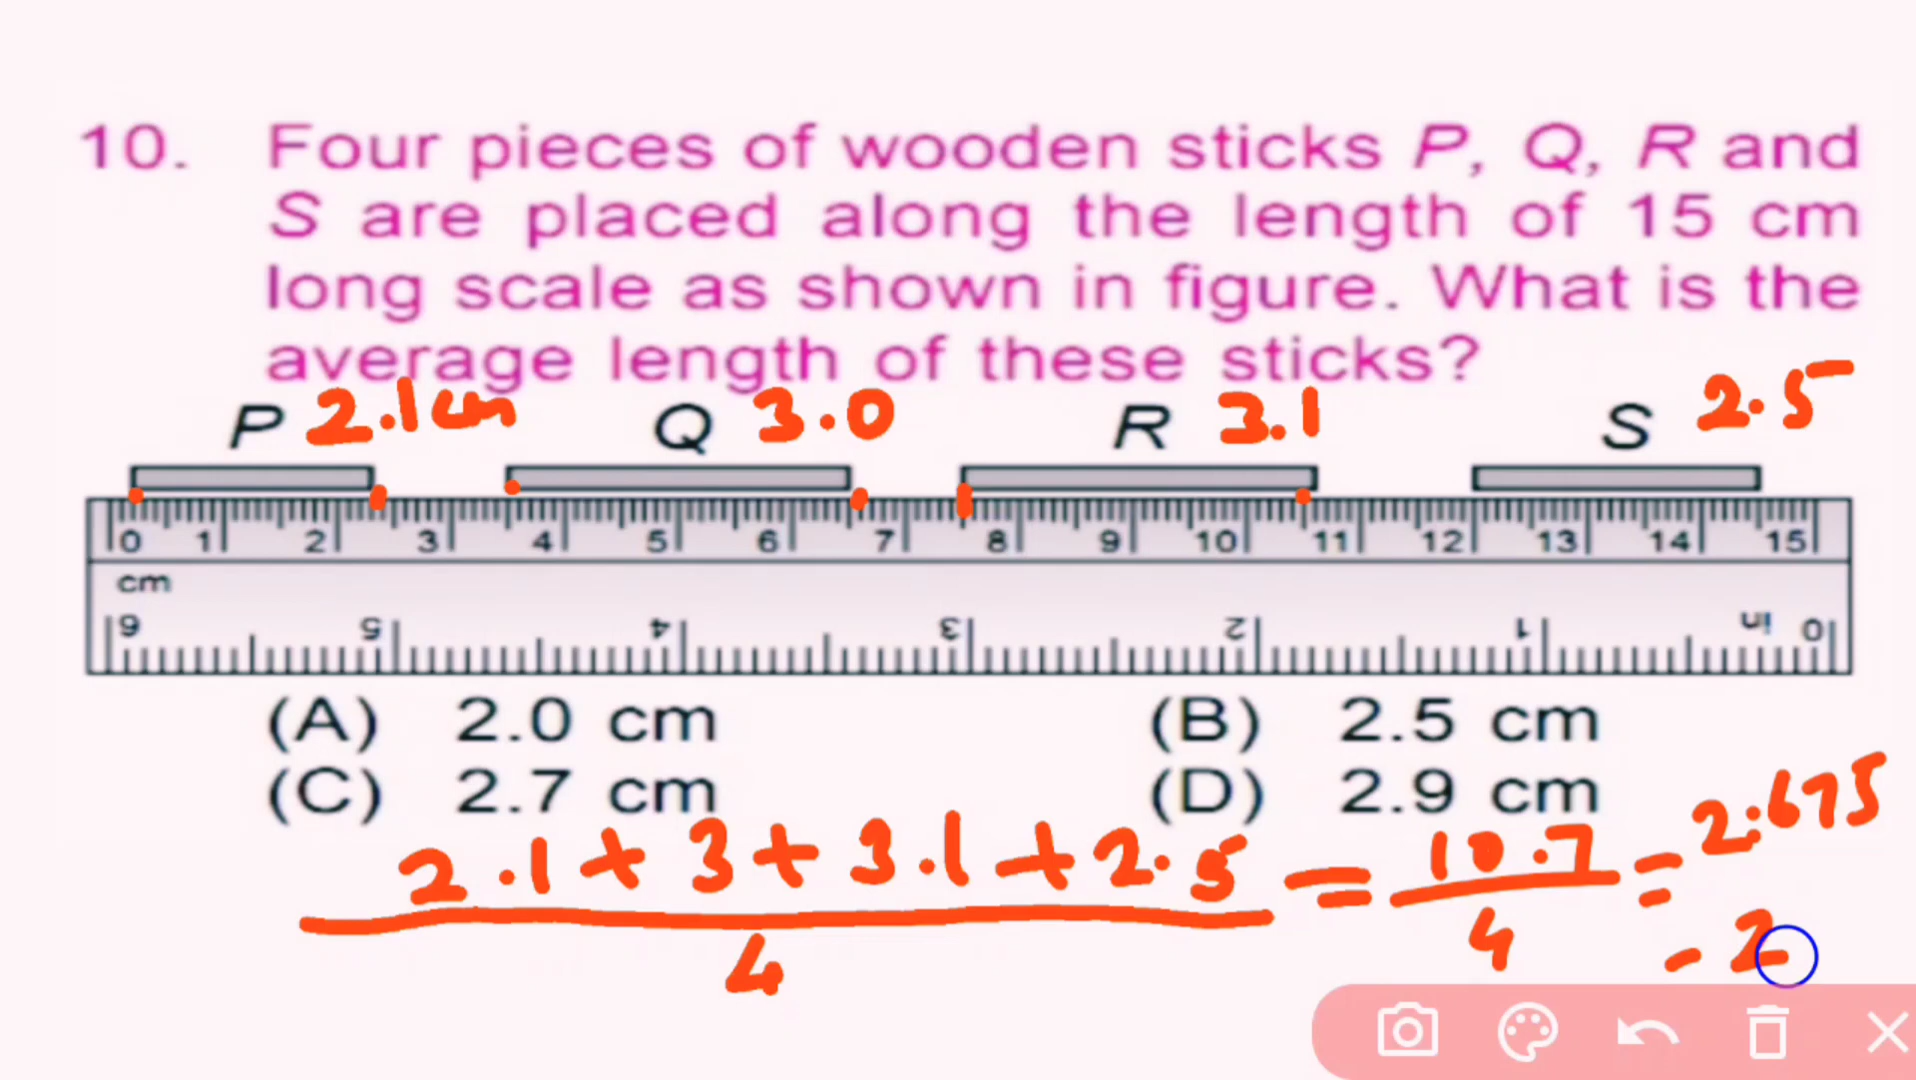 10. Four pieces of wooden sticks P, Q, R and
S are placed along the length of 15 cm
long scale as shown in figure. What is the
average length of these sticks?
P 2.1cm Q 3.0 R 3.1 S 2.5
0 1 2 3 4 5 6 7 8 9 10 11 12 13 14 15
cm
6 5 4 3 2 1 in 0
(A) 2.0 cm (B) 2.5 cm
(C) 2.7 cm (D) 2.9 cm
2.1+3+3.1+2.5 = 10.7 = 2.675
4 4 - 2